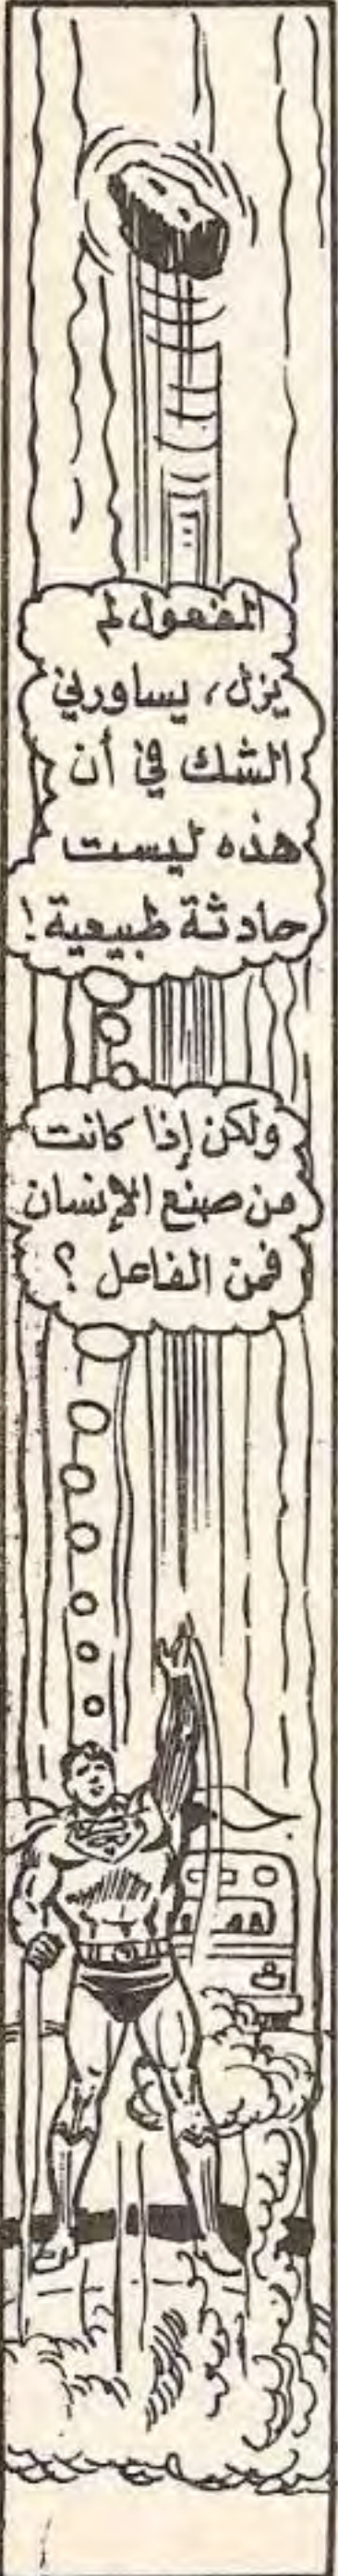 المفعول لم
يزل، يساورني
الشك في أن
هذه ليست
حادثة طبيعية!
ولكن إذا كانت
من صنع الإنسان
فمن الفاعل؟